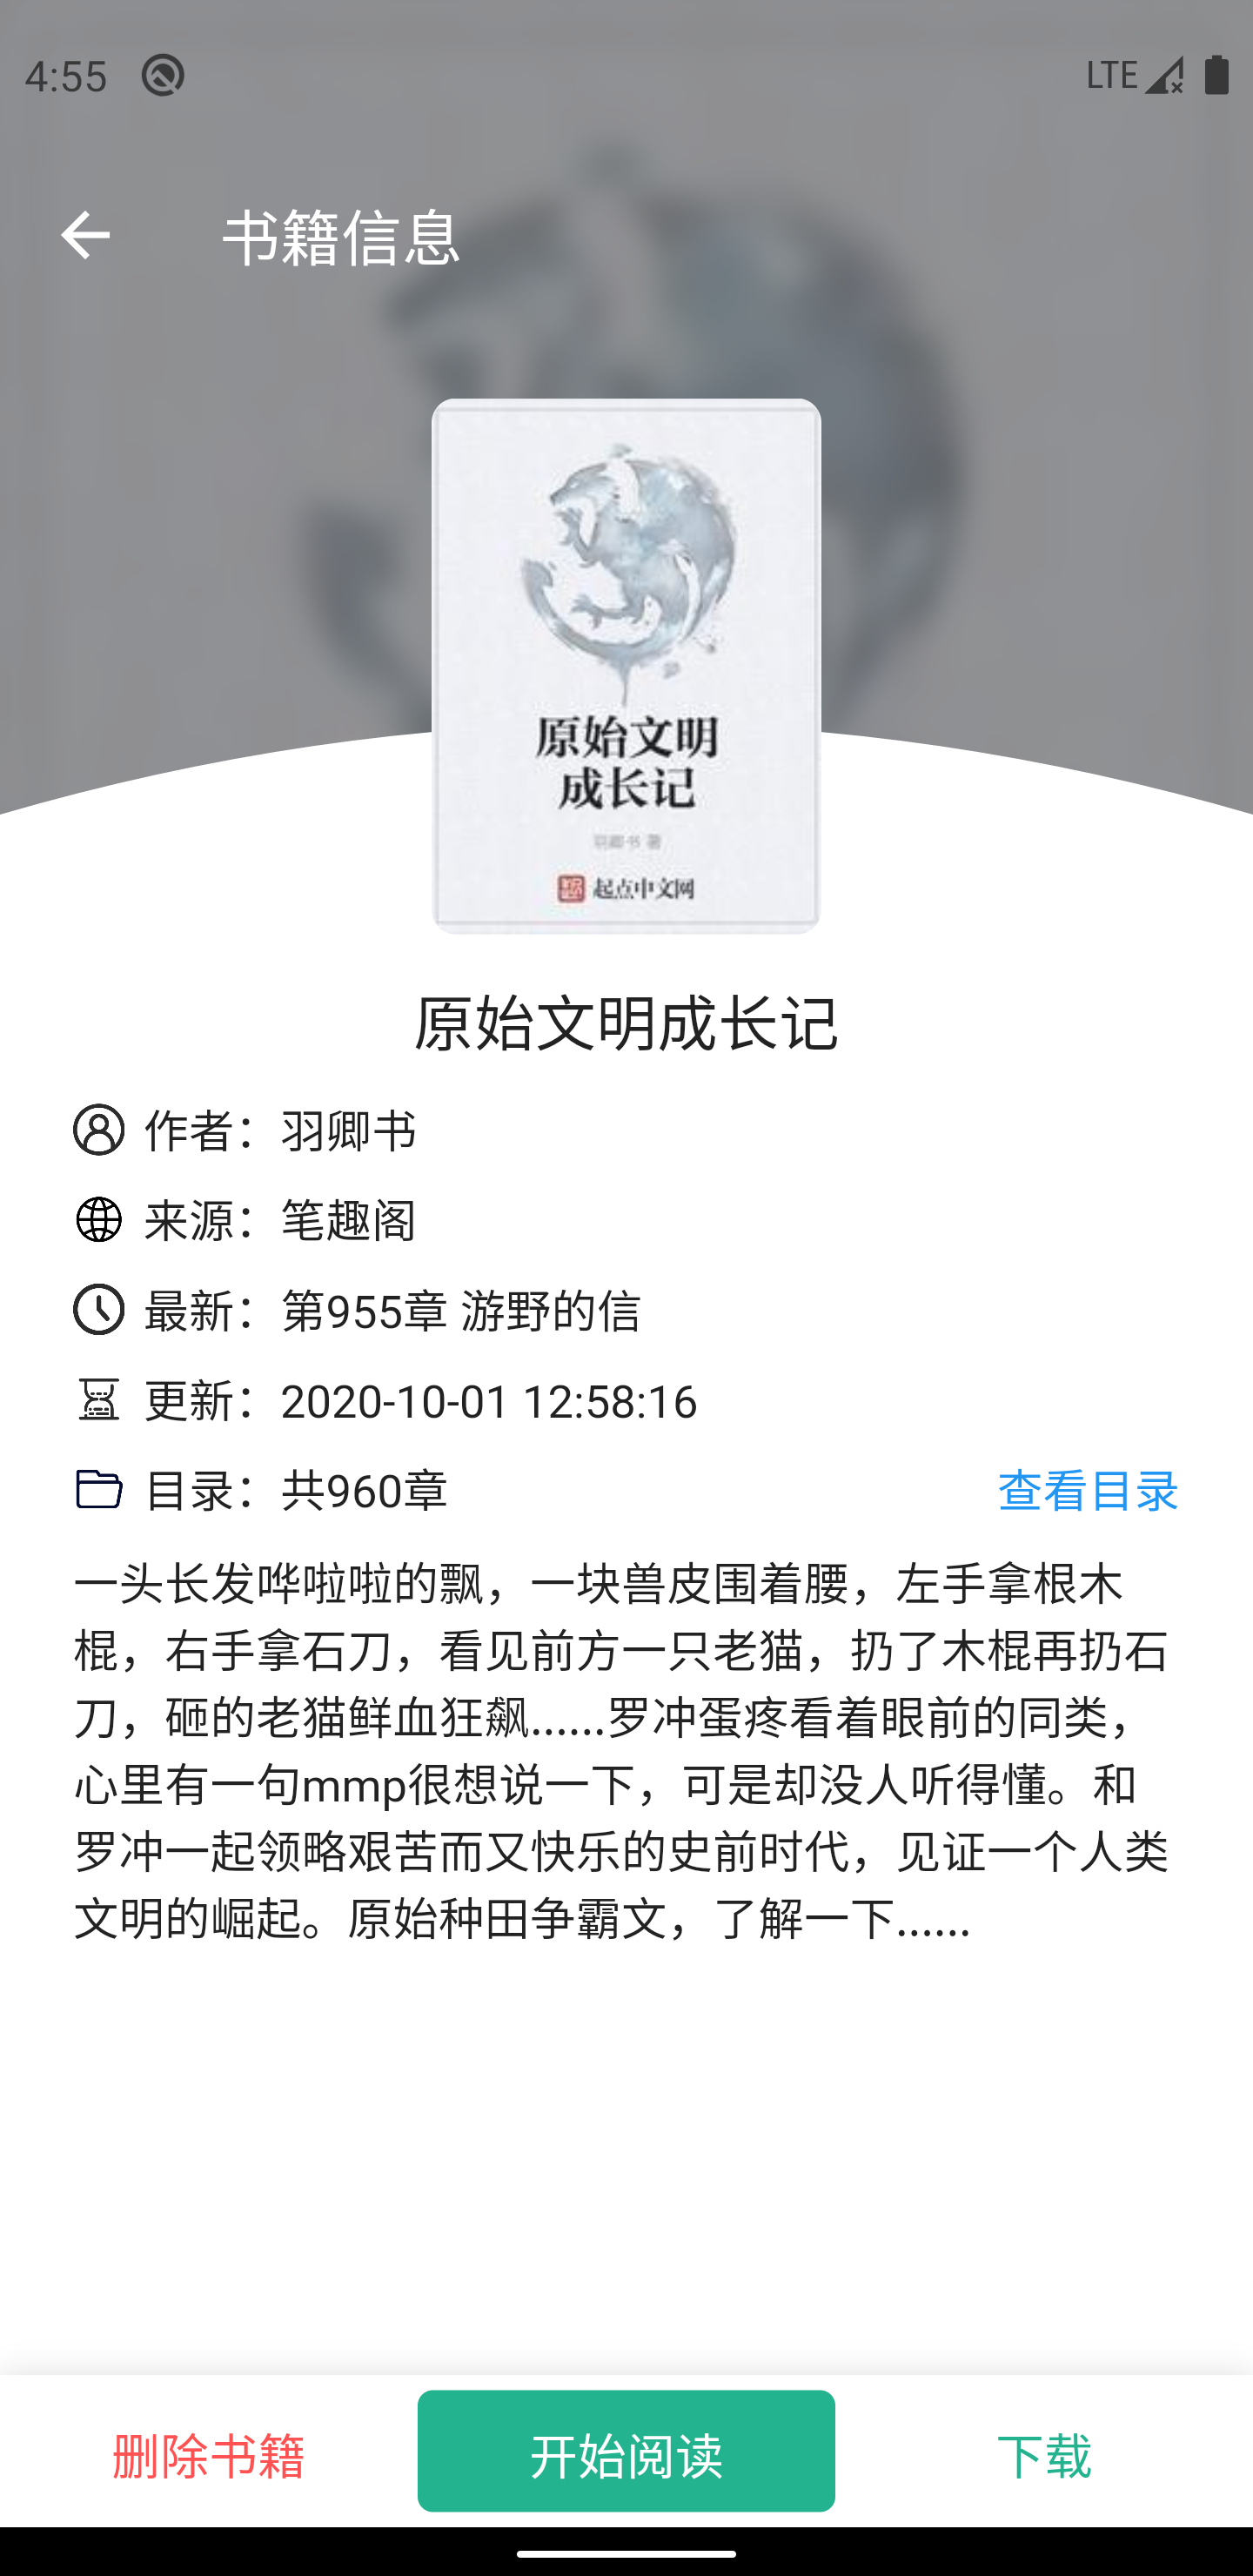 4:55
LTE
书籍信息
原始文明
成长记
羽卿书 著
起点中文网
原始文明成长记
作者：羽卿书
来源：笔趣阁
最新：第955章 游野的信
更新：2020-10-01 12:58:16
目录：共960章
查看目录
一头长发哗啦啦的飘，一块兽皮围着腰，左手拿根木
棍，右手拿石刀，看见前方一只老猫，扔了木棍再扔石
刀，砸的老猫鲜血狂飙......罗冲蛋疼看着眼前的同类，
心里有一句mmp很想说一下，可是却没人听得懂。和
罗冲一起领略艰苦而又快乐的史前时代，见证一个人类
文明的崛起。原始种田争霸文，了解一下......
删除书籍
开始阅读
下载